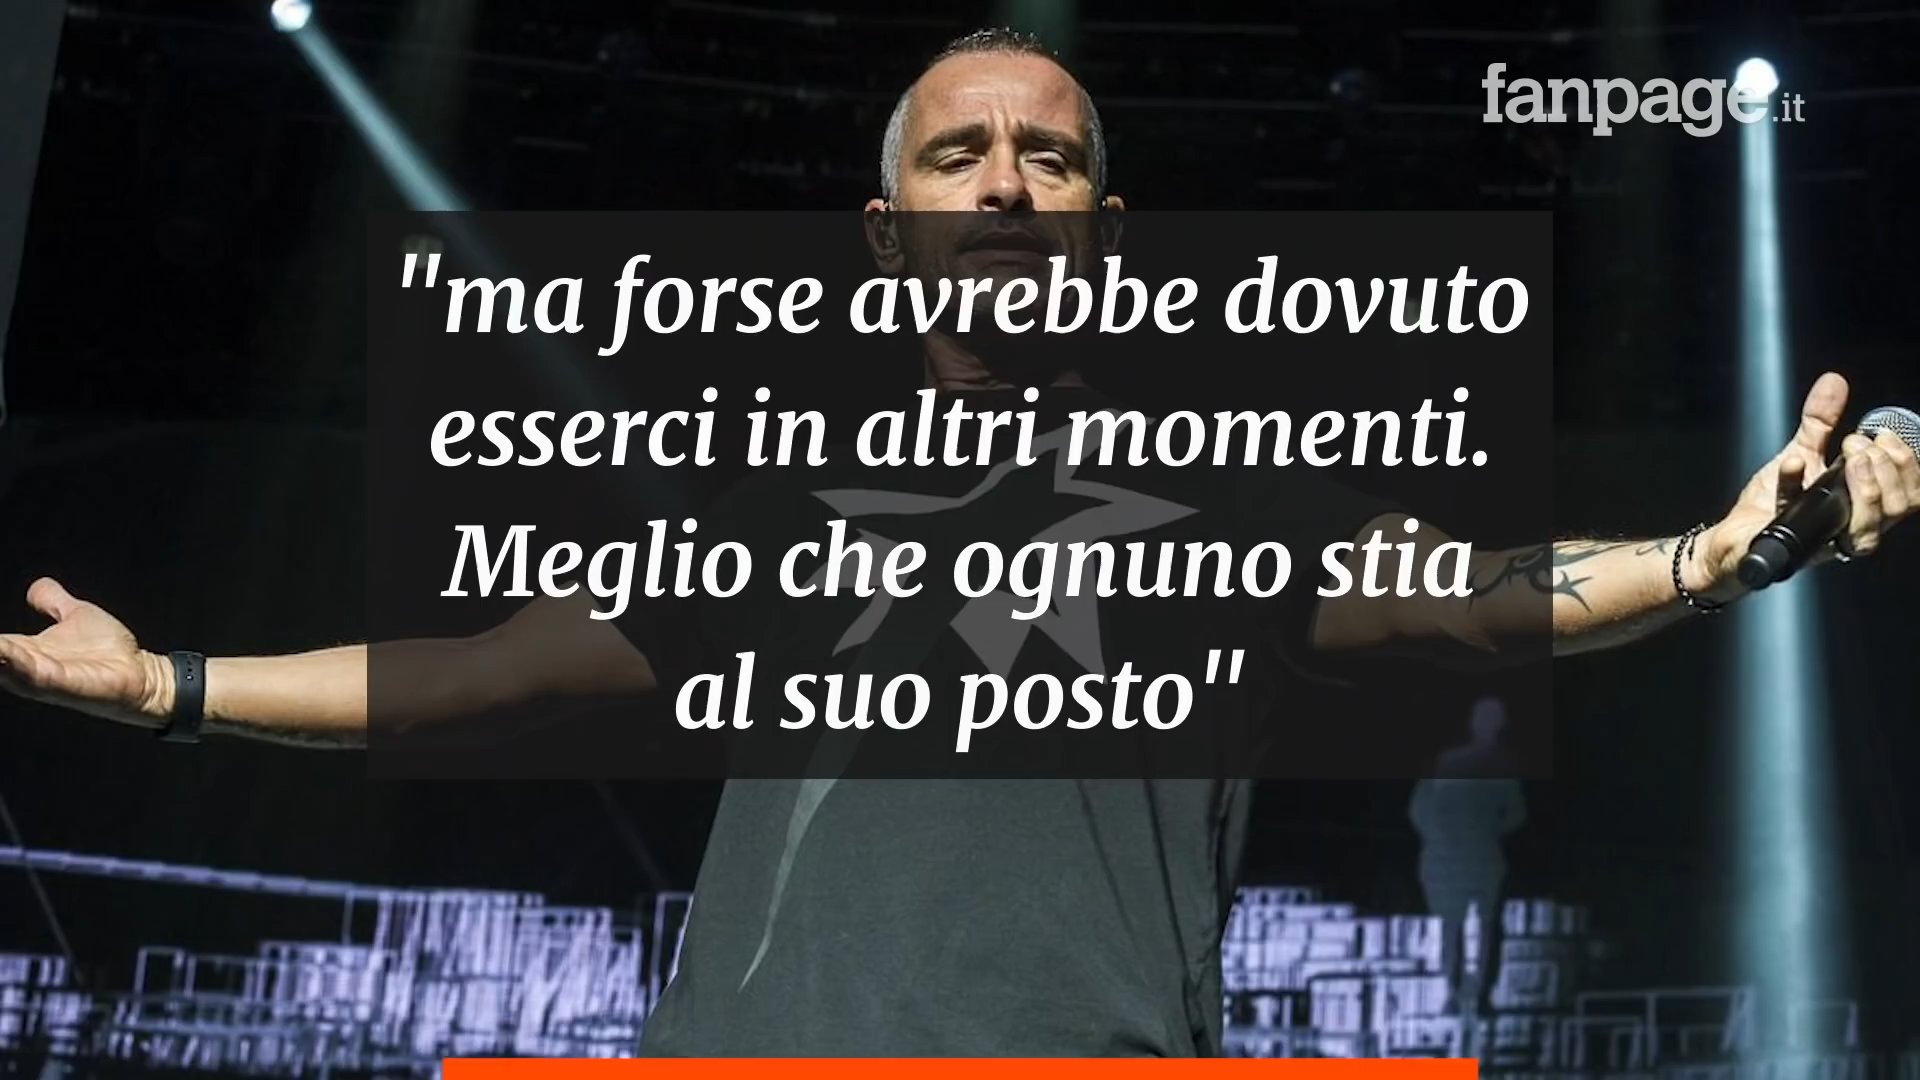 fanpage.it
"ma forse avrebbe dovuto
esserci in altri momenti.
Meglio che ognuno stia
al suo posto"